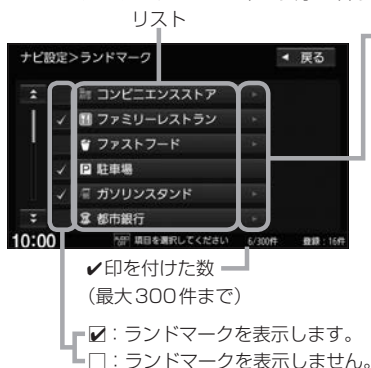 リスト
ナビ設定>ランドマーク
◀ 戻る
コンビニエンスストア
✓ ファミリーレストラン
ファストフード
✓ P 駐車場
✓ ガソリンスタンド
都市銀行
10:00
項目を選択してください
6/300件
登録:16件
✔印を付けた数
(最大300件まで)
☑:ランドマークを表示します。
□:ランドマークを表示しません。